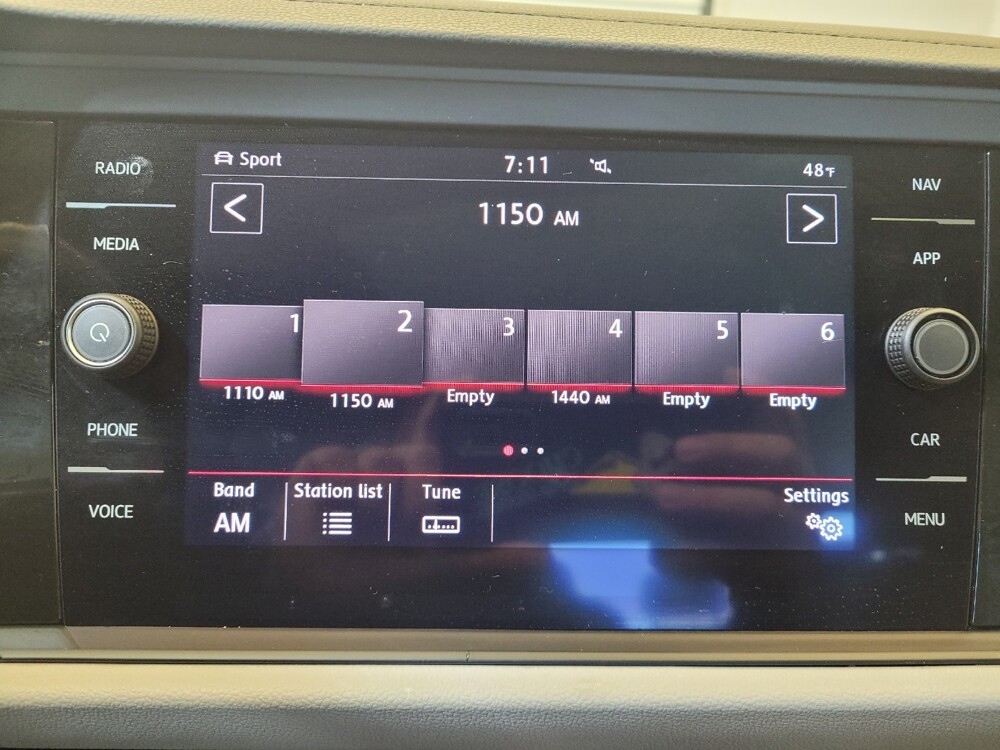 RADIO
MEDIA
PHONE
VOICE
Sport
7:11
48°F
1150 AM
1
2
3
4
5
6
1110 AM
1150 AM
Empty
1440 AM
Empty
Empty
Band
AM
Station list
Tune
Settings
NAV
APP
CAR
MENU